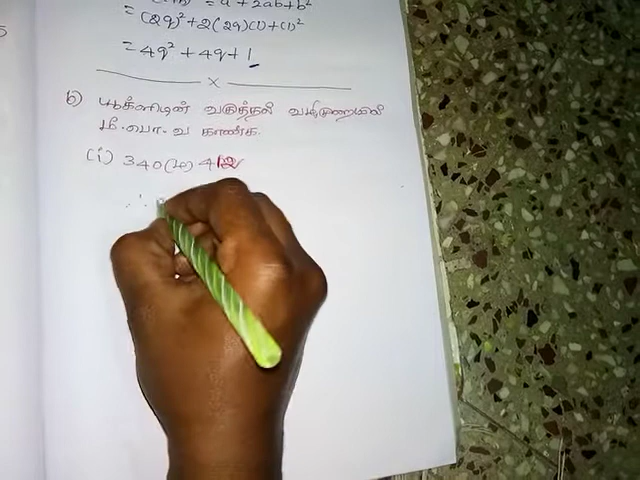 = (2q)² + 2(2q)(1) + (1)²
= 4q² + 4q + 1
x
6) யூக்ளிடின் வகுத்தல் வழிமுறையில்
மீ.பொ.வ காண்க.
(i) 340 (ம) 412
∴